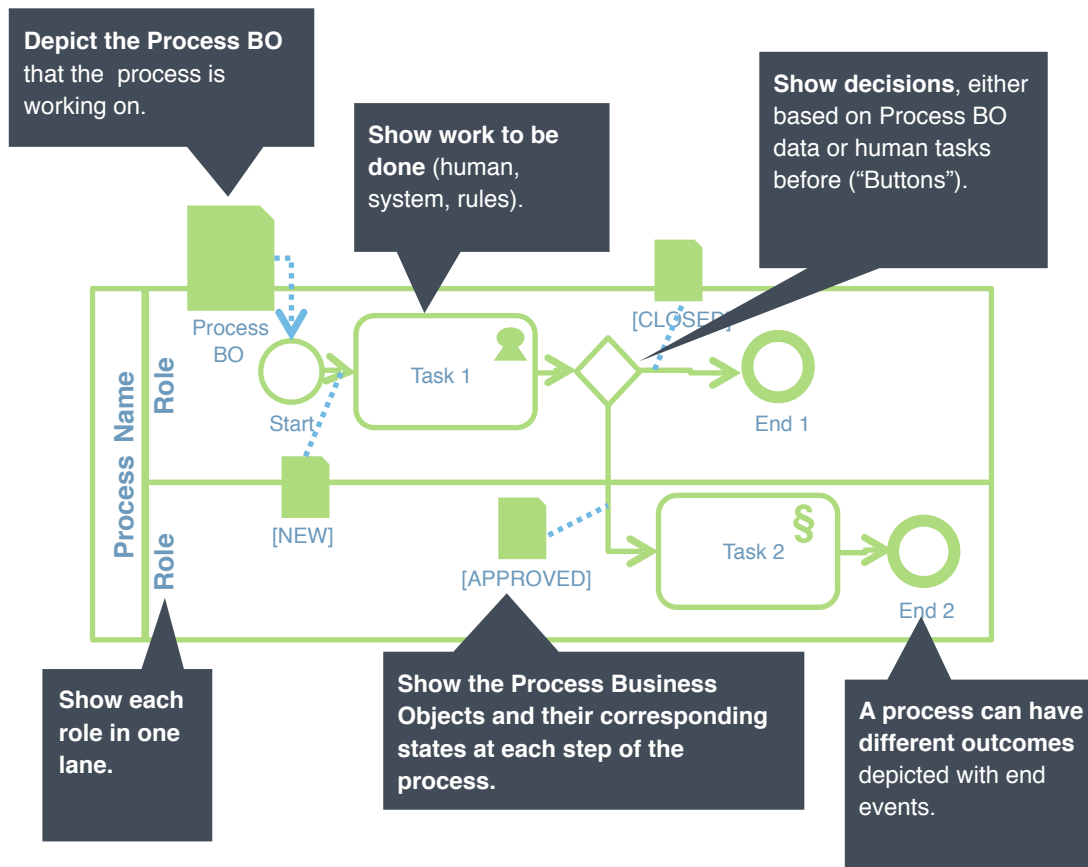 Depict the Process BO
that the process is
working on.
Show work to be
done (human,
system, rules).
Show decisions, either
based on Process BO
data or human tasks
before (“Buttons”).
Process Name
Role
Process
BO
Start
[NEW]
Task 1
[CLOSED]
End 1
Role
[APPROVED]
Task 2
§
End 2
Show each
role in one
lane.
Show the Process Business
Objects and their corresponding
states at each step of the
process.
A process can have
different outcomes
depicted with end
events.